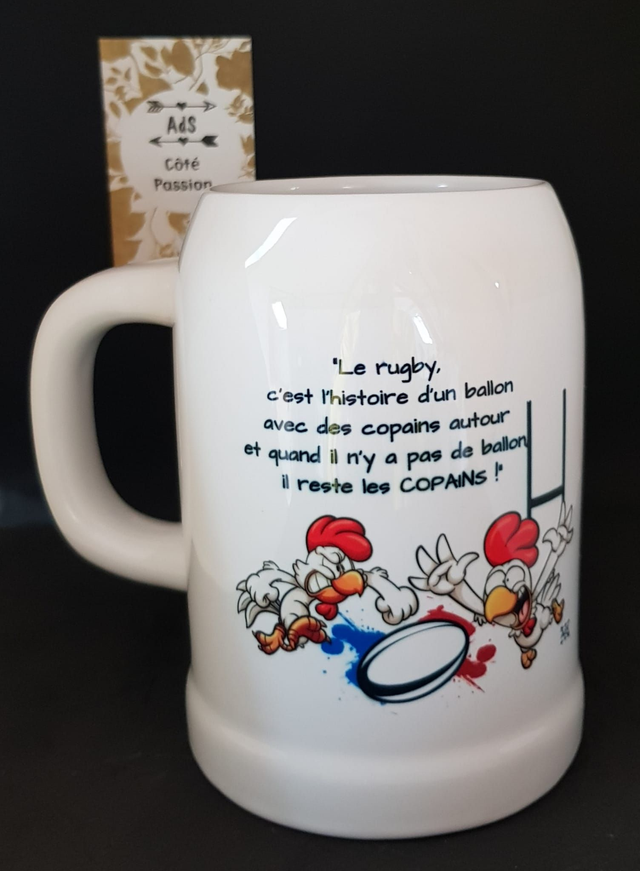 AdS
Côté
Passion
"Le rugby,
c'est l'histoire d'un ballon
avec des copains autour
et quand il n'y a pas de ballon
il reste les COPAINS !"